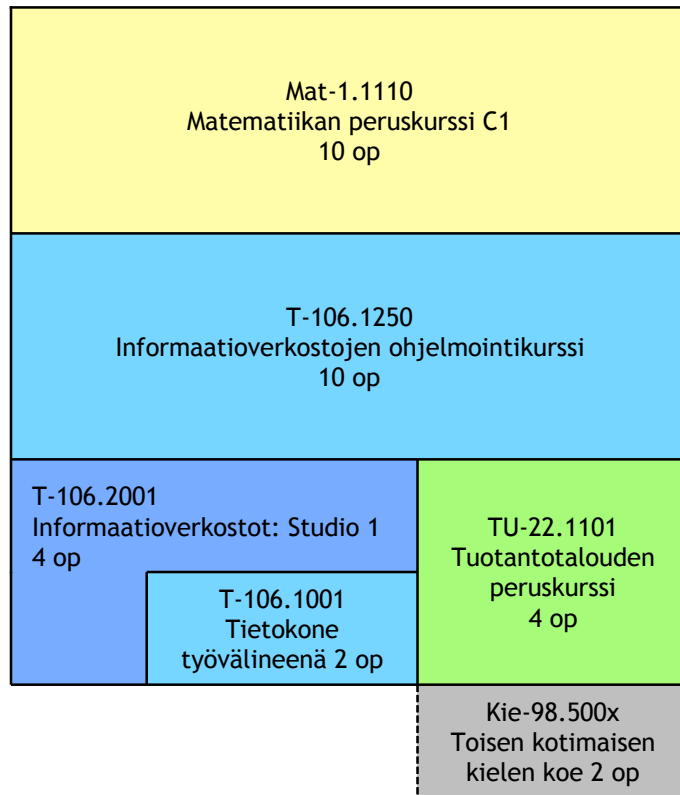 Mat-1.1110
Matematiikan peruskurssi C1
10 op
T-106.1250
Informaatioverkostojen ohjelmointikurssi
10 op
T-106.2001
Informaatioverkostot: Studio 1
4 op
T-106.1001
Tietokone
työvälineenä 2 op
TU-22.1101
Tuotantotalouden
peruskurssi
4 op
Kie-98.500x
Toisen kotimaisen
kielen koe 2 op